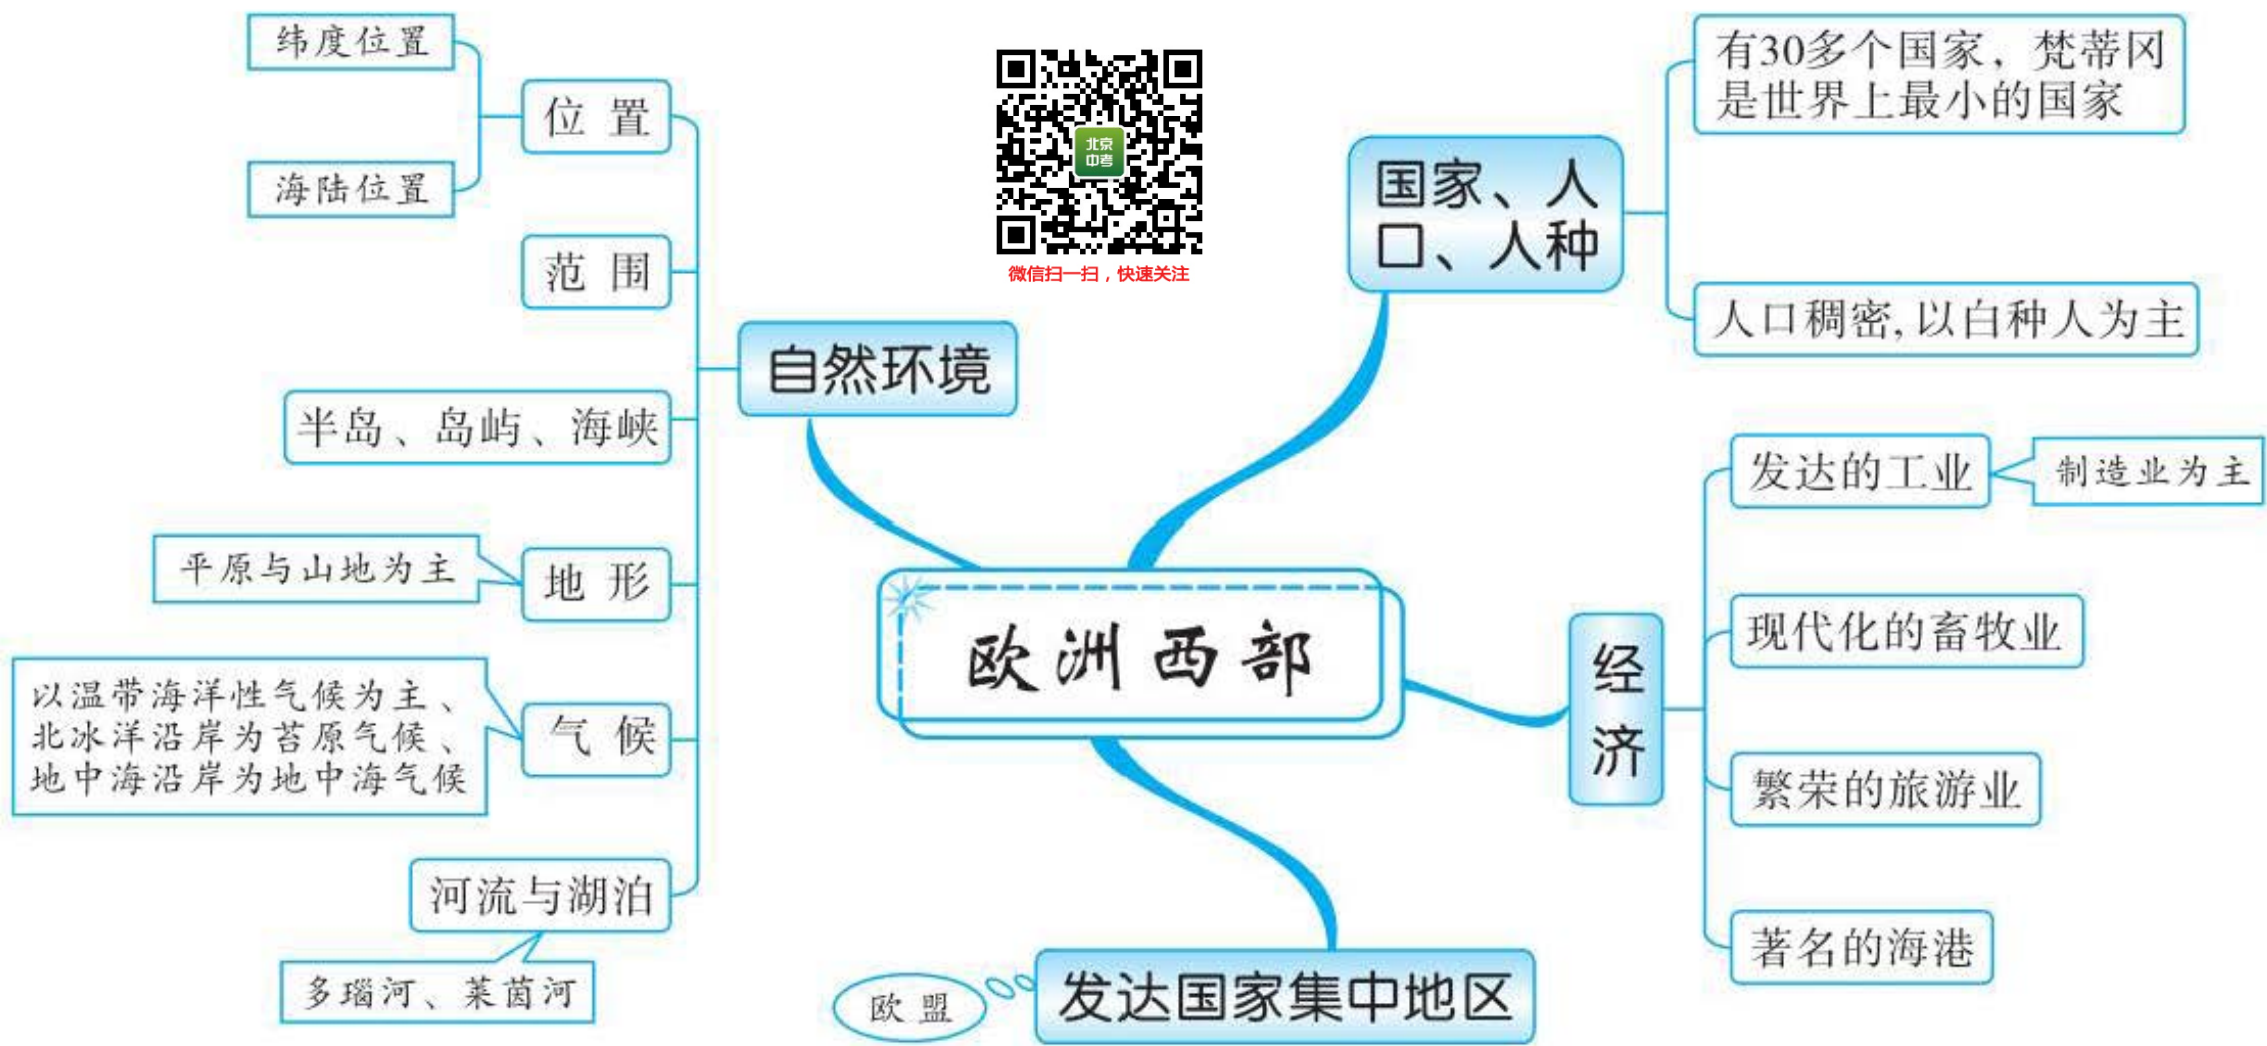 纬度位置
位置
海陆位置
范围
自然环境
半岛、岛屿、海峡
平原与山地为主
地形
以温带海洋性气候为主、
北冰洋沿岸为苔原气候、
地中海沿岸为地中海气候
气候
河流与湖泊
多瑙河、莱茵河
北京
中考
微信扫一扫，快速关注
欧洲西部
国家、人
口、人种
有30多个国家，梵蒂冈
是世界上最小的国家
人口稠密,以白种人为主
经
济
发达的工业
制造业为主
现代化的畜牧业
繁荣的旅游业
著名的海港
发达国家集中地区
欧盟